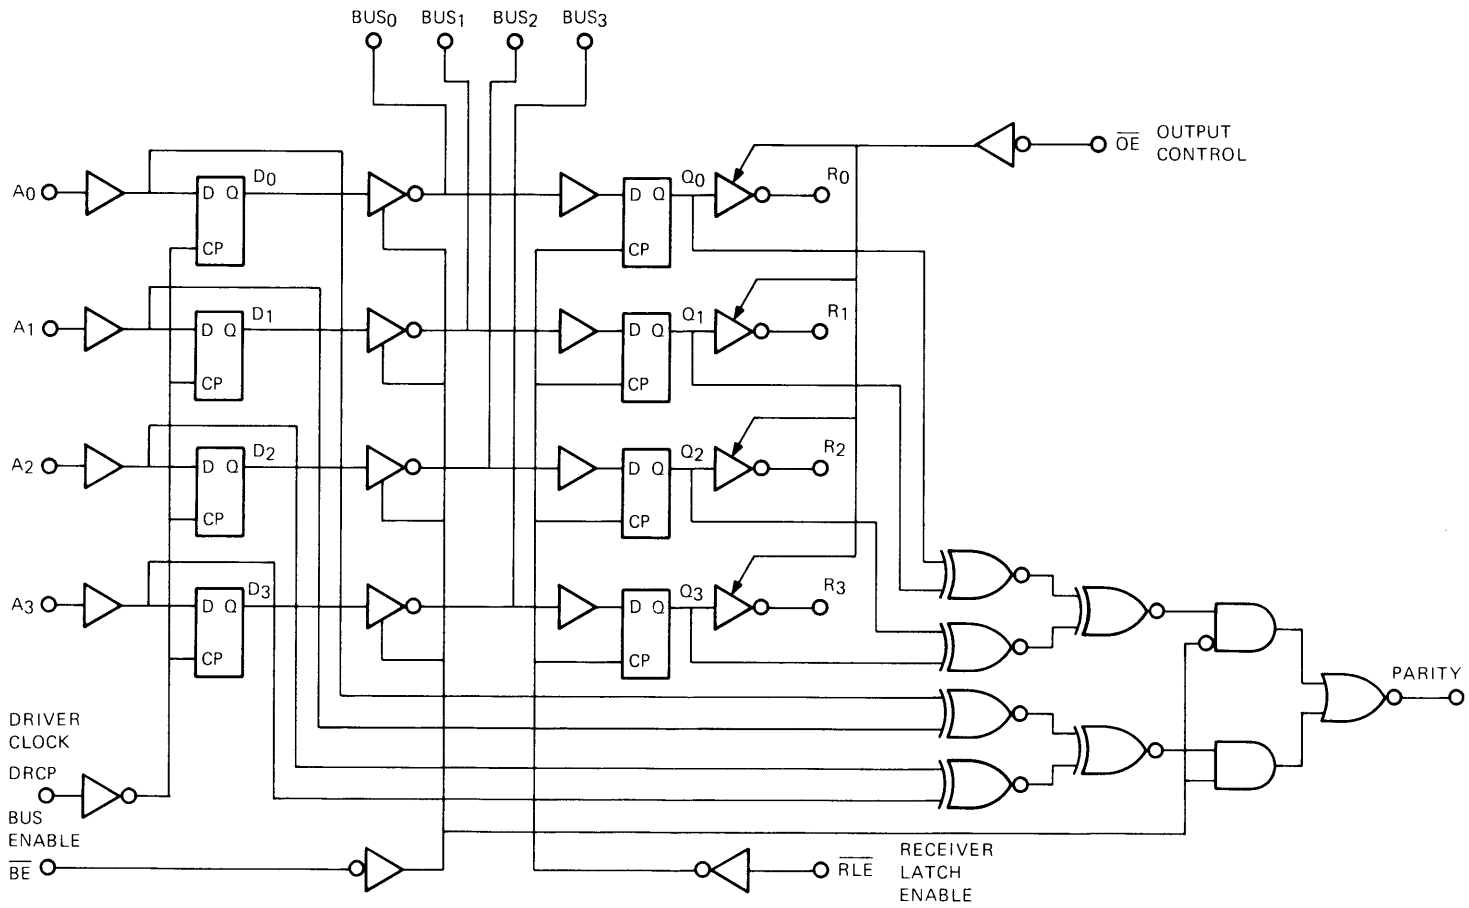 BUS0 BUS1 BUS2 BUS3
A0
D Q
CP
D0
D Q
CP
Q0
R0
OE
OUTPUT
CONTROL
A1
D Q
CP
D1
D Q
CP
Q1
R1
A2
D Q
CP
D2
D Q
CP
Q2
R2
A3
D Q
CP
D3
D Q
CP
Q3
R3
PARITY
DRIVER
CLOCK
DRCP
BUS
ENABLE
BE
RLE
RECEIVER
LATCH
ENABLE